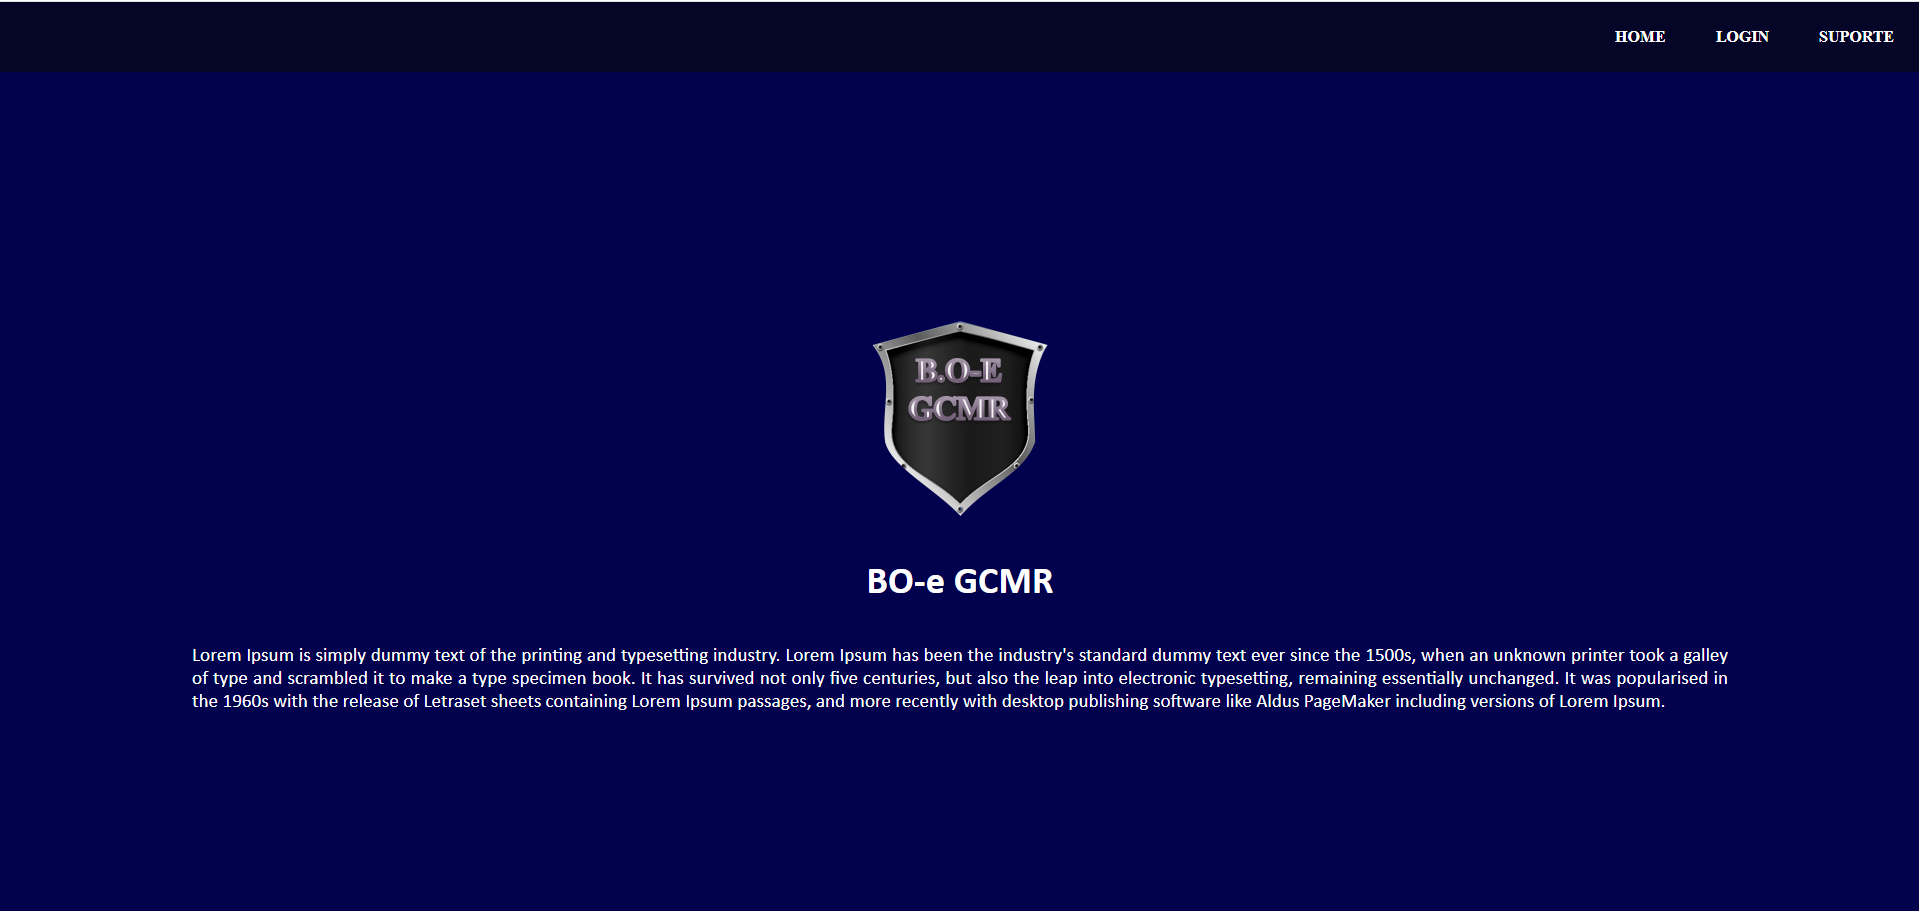 HOME LOGIN SUPORTE
B.O-E
GCMR
BO-e GCMR
Lorem Ipsum is simply dummy text of the printing and typesetting industry. Lorem Ipsum has been the industry's standard dummy text ever since the 1500s, when an unknown printer took a galley
of type and scrambled it to make a type specimen book. It has survived not only five centuries, but also the leap into electronic typesetting, remaining essentially unchanged. It was popularised in
the 1960s with the release of Letraset sheets containing Lorem Ipsum passages, and more recently with desktop publishing software like Aldus PageMaker including versions of Lorem Ipsum.